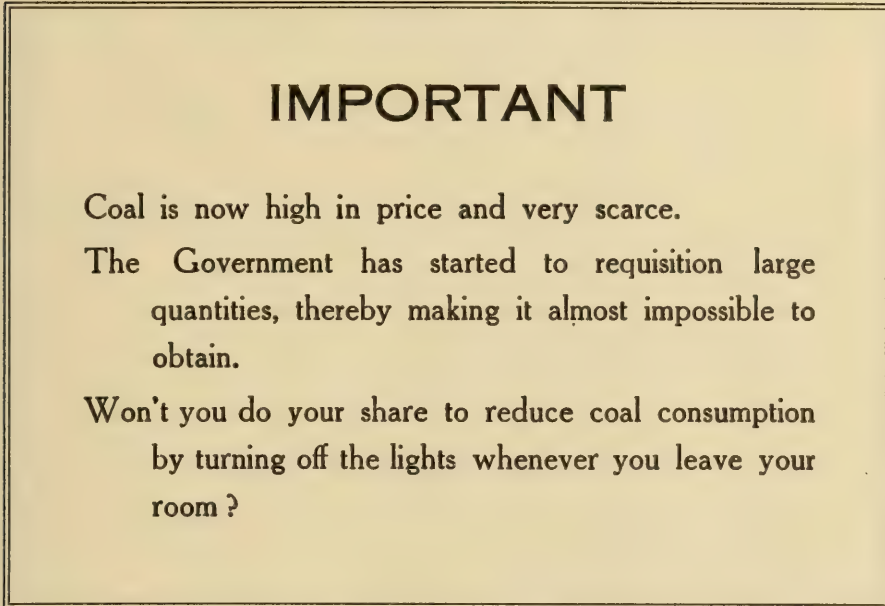 IMPORTANT
Coal is now high in price and very scarce.
The Government has started to requisition large
quantities, thereby making it almost impossible to
obtain.
Won't you do your share to reduce coal consumption
by turning off the lights whenever you leave your
room ?